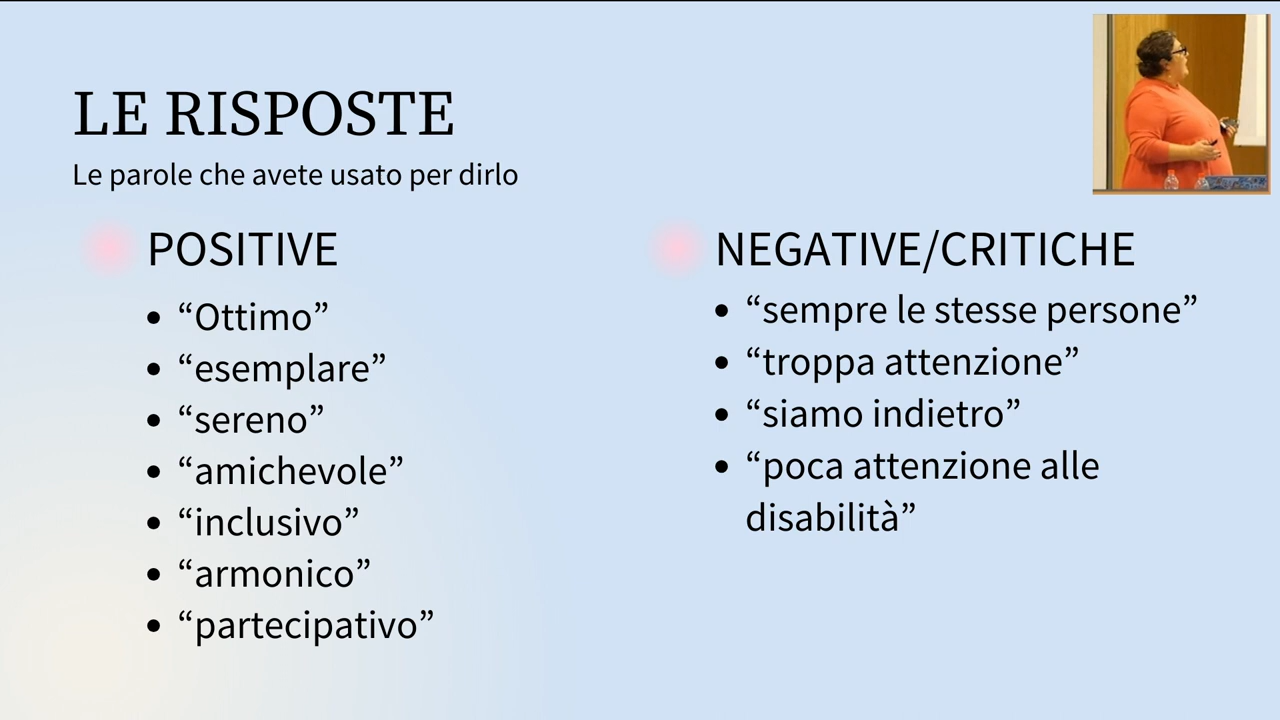 LE RISPOSTE
Le parole che avete usato per dirlo
POSITIVE
• “Ottimo”
• “esemplare”
• “sereno”
• “amichevole”
• “inclusivo”
• “armonico”
• “partecipativo”
NEGATIVE/CRITICHE
• “sempre le stesse persone”
• “troppa attenzione”
• “siamo indietro”
• “poca attenzione alle
disabilità”